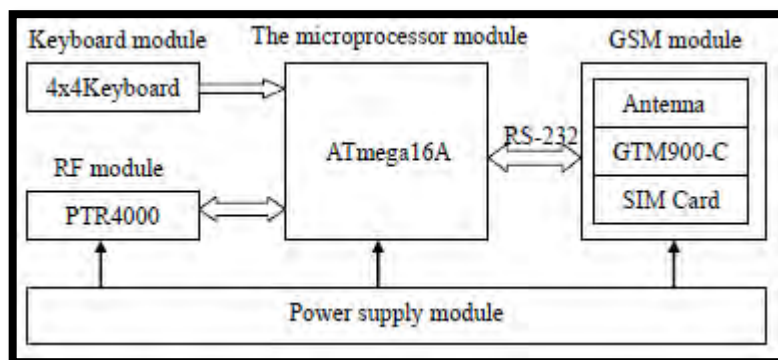 Keyboard module
The microprocessor module
GSM module
4x4Keyboard
ATmega16A
RS-232
Antenna
GTM900-C
SIM Card
RF module
PTR4000
Power supply module